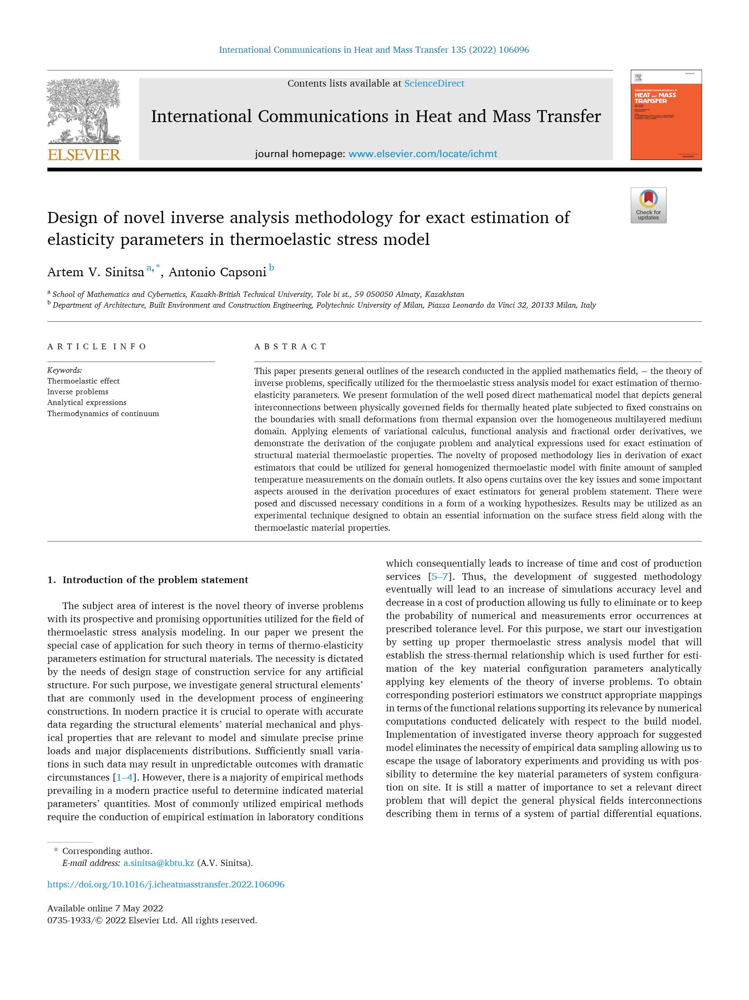 International Communications in Heat and Mass Transfer 135 (2022) 106096
Contents lists available at ScienceDirect
International Communications in Heat and Mass Transfer
journal homepage: www.elsevier.com/locate/ichmt
ELSEVIER
International Communications in
HEAT and MASS
TRANSFER
Check for
updates
Design of novel inverse analysis methodology for exact estimation of
elasticity parameters in thermoelastic stress model
Artem V. Sinitsa a,*, Antonio Capsoni b
a School of Mathematics and Cybernetics, Kazakh-British Technical University, Tole bi st., 59 050050 Almaty, Kazakhstan
b Department of Architecture, Built Environment and Construction Engineering, Polytechnic University of Milan, Piazza Leonardo da Vinci 32, 20133 Milan, Italy
ARTICLE INFO
Keywords:
Thermoelastic effect
Inverse problems
Analytical expressions
Thermodynamics of continuum
ABSTRACT
This paper presents general outlines of the research conducted in the applied mathematics field, – the theory of
inverse problems, specifically utilized for the thermoelastic stress analysis model for exact estimation of thermo-
elasticity parameters. We present formulation of the well posed direct mathematical model that depicts general
interconnections between physically governed fields for thermally heated plate subjected to fixed constrains on
the boundaries with small deformations from thermal expansion over the homogeneous multilayered medium
domain. Applying elements of variational calculus, functional analysis and fractional order derivatives, we
demonstrate the derivation of the conjugate problem and analytical expressions used for exact estimation of
structural material thermoelastic properties. The novelty of proposed methodology lies in derivation of exact
estimators that could be utilized for general homogenized thermoelastic model with finite amount of sampled
temperature measurements on the domain outlets. It also opens curtains over the key issues and some important
aspects aroused in the derivation procedures of exact estimators for general problem statement. There were
posed and discussed necessary conditions in a form of a working hypothesizes. Results may be utilized as an
experimental technique designed to obtain an essential information on the surface stress field along with the
thermoelastic material properties.
1. Introduction of the problem statement
The subject area of interest is the novel theory of inverse problems
with its prospective and promising opportunities utilized for the field of
thermoelastic stress analysis modeling. In our paper we present the
special case of application for such theory in terms of thermo-elasticity
parameters estimation for structural materials. The necessity is dictated
by the needs of design stage of construction service for any artificial
structure. For such purpose, we investigate general structural elements’
that are commonly used in the development process of engineering
constructions. In modern practice it is crucial to operate with accurate
data regarding the structural elements’ material mechanical and phys-
ical properties that are relevant to model and simulate precise prime
loads and major displacements distributions. Sufficiently small varia-
tions in such data may result in unpredictable outcomes with dramatic
circumstances [1–4]. However, there is a majority of empirical methods
prevailing in a modern practice useful to determine indicated material
parameters’ quantities. Most of commonly utilized empirical methods
require the conduction of empirical estimation in laboratory conditions
which consequentially leads to increase of time and cost of production
services [5–7]. Thus, the development of suggested methodology
eventually will lead to an increase of simulations accuracy level and
decrease in a cost of production allowing us fully to eliminate or to keep
the probability of numerical and measurements error occurrences at
prescribed tolerance level. For this purpose, we start our investigation
by setting up proper thermoelastic stress analysis model that will
establish the stress-thermal relationship which is used further for esti-
mation of the key material configuration parameters analytically
applying key elements of the theory of inverse problems. To obtain
corresponding posteriori estimators we construct appropriate mappings
in terms of the functional relations supporting its relevance by numerical
computations conducted delicately with respect to the build model.
Implementation of investigated inverse theory approach for suggested
model eliminates the necessity of empirical data sampling allowing us to
escape the usage of laboratory experiments and providing us with pos-
sibility to determine the key material parameters of system configura-
tion on site. It is still a matter of importance to set a relevant direct
problem that will depict the general physical fields interconnections
describing them in terms of a system of partial differential equations.
* Corresponding author.
E-mail address: a.sinitsa@kbtu.kz (A.V. Sinitsa).
https://doi.org/10.1016/j.icheatmasstransfer.2022.106096
Available online 7 May 2022
0735-1933/© 2022 Elsevier Ltd. All rights reserved.